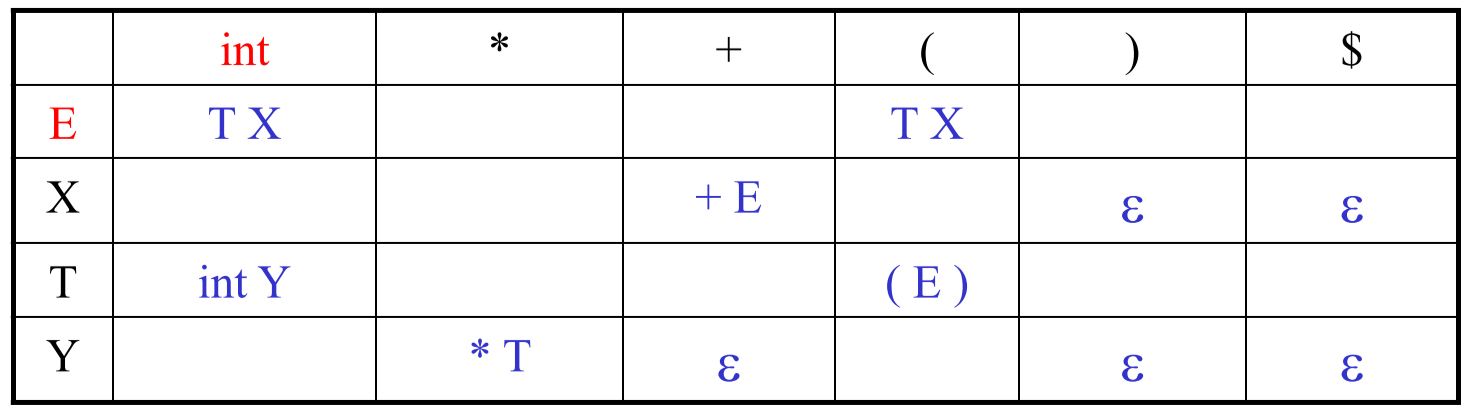 int * + ( ) $
E T X T X
X + E ε ε
T int Y ( E )
Y * T ε ε ε